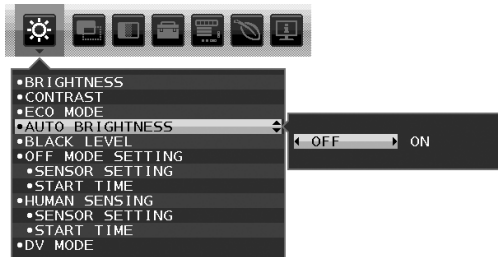 •BRIGHTNESS
•CONTRAST
•ECO MODE
•AUTO BRIGHTNESS
OFF ON
•BLACK LEVEL
•OFF MODE SETTING
•SENSOR SETTING
•START TIME
•HUMAN SENSING
•SENSOR SETTING
•START TIME
•DV MODE